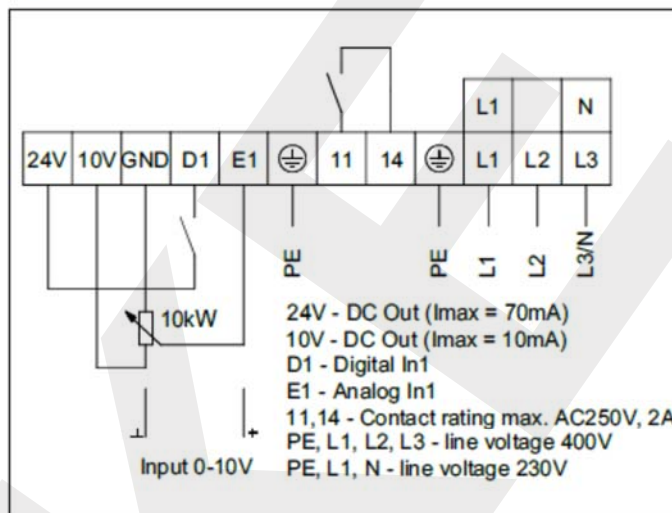 L1 N
24V 10V GND D1 E1 11 14 L1 L2 L3
PE PE L1 L2 L3/N
10kW
24V - DC Out (Imax = 70mA)
10V - DC Out (Imax = 10mA)
D1 - Digital In1
E1 - Analog In1
11,14 - Contact rating max. AC250V, 2A
PE, L1, L2, L3 - line voltage 400V
PE, L1, N - line voltage 230V
⊥ +
Input 0-10V